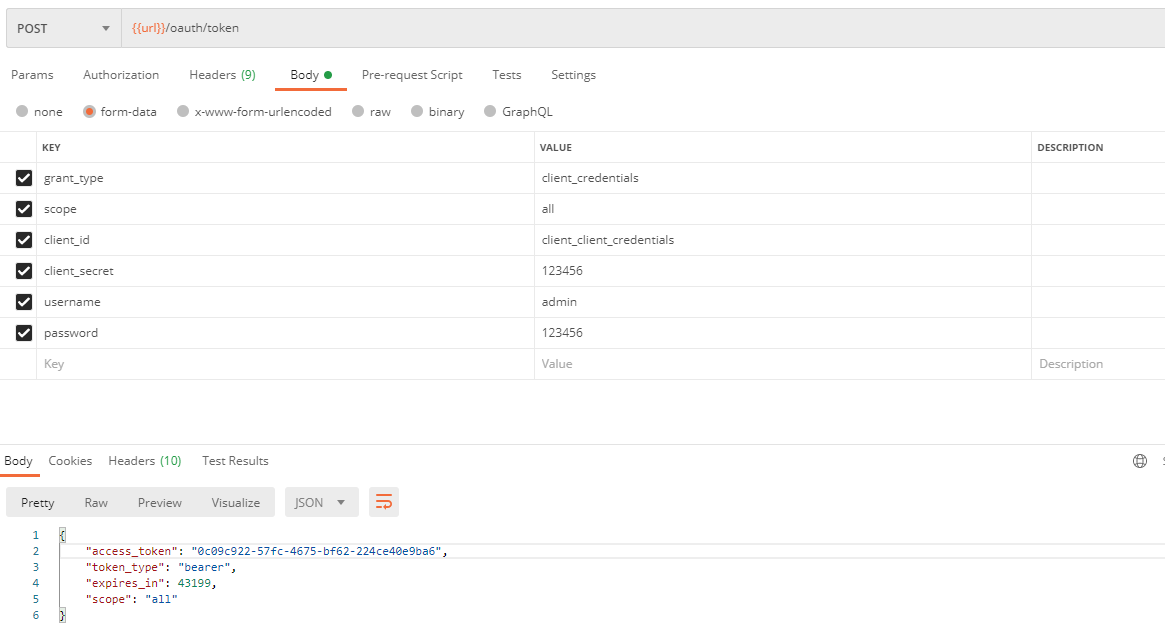 POST {{url}}/oauth/token
Params Authorization Headers (9) Body Pre-request Script Tests Settings
none form-data x-www-form-urlencoded raw binary GraphQL
KEY VALUE DESCRIPTION
grant_type client_credentials
scope all
client_id client_client_credentials
client_secret 123456
username admin
password 123456
Key Value Description
Body Cookies Headers (10) Test Results
Pretty Raw Preview Visualize JSON
1 {
2 "access_token": "0c09c922-57fc-4675-bf62-224ce40e9ba6",
3 "token_type": "bearer",
4 "expires_in": 43199,
5 "scope": "all"
6 }